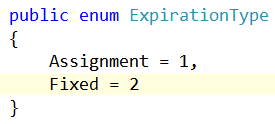 public enum ExpirationType
{
    Assignment = 1,
    Fixed = 2
}